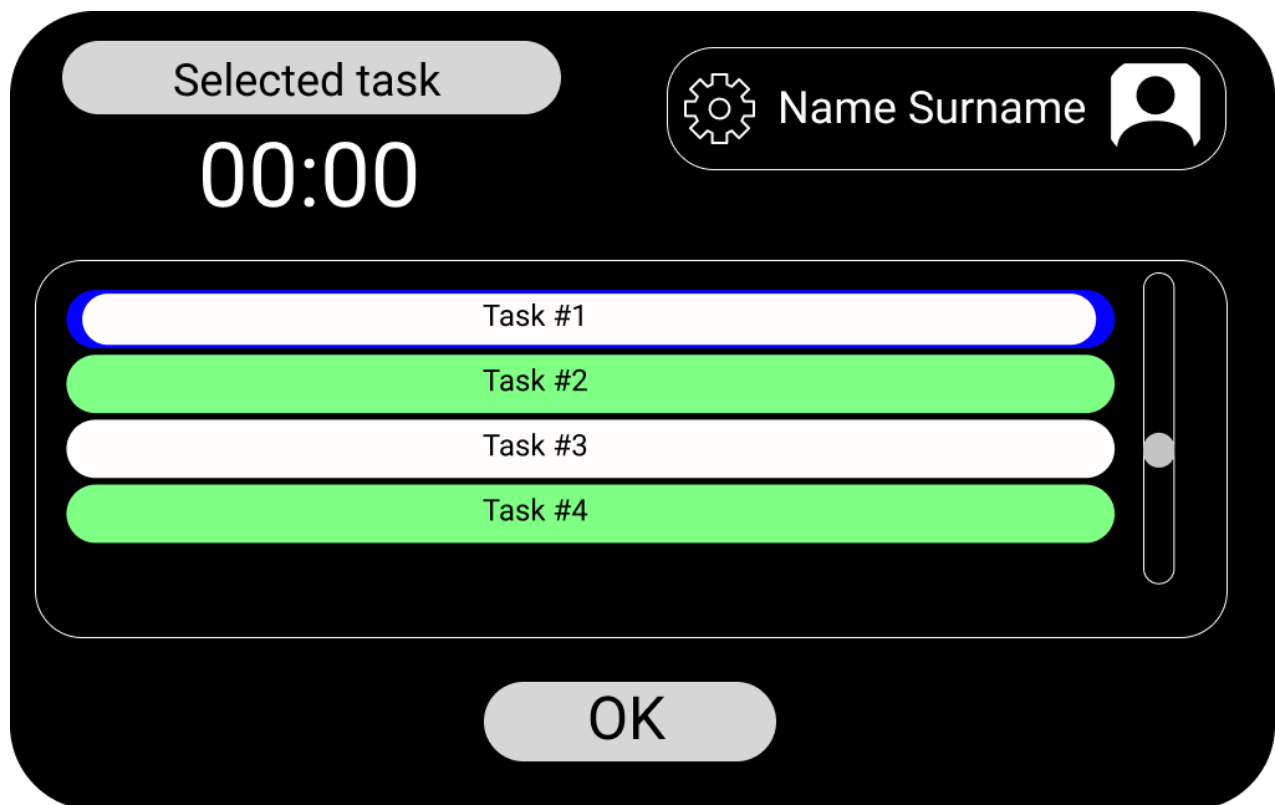 Selected task
Name Surname
00:00
Task #1
Task #2
Task #3
Task #4
OK